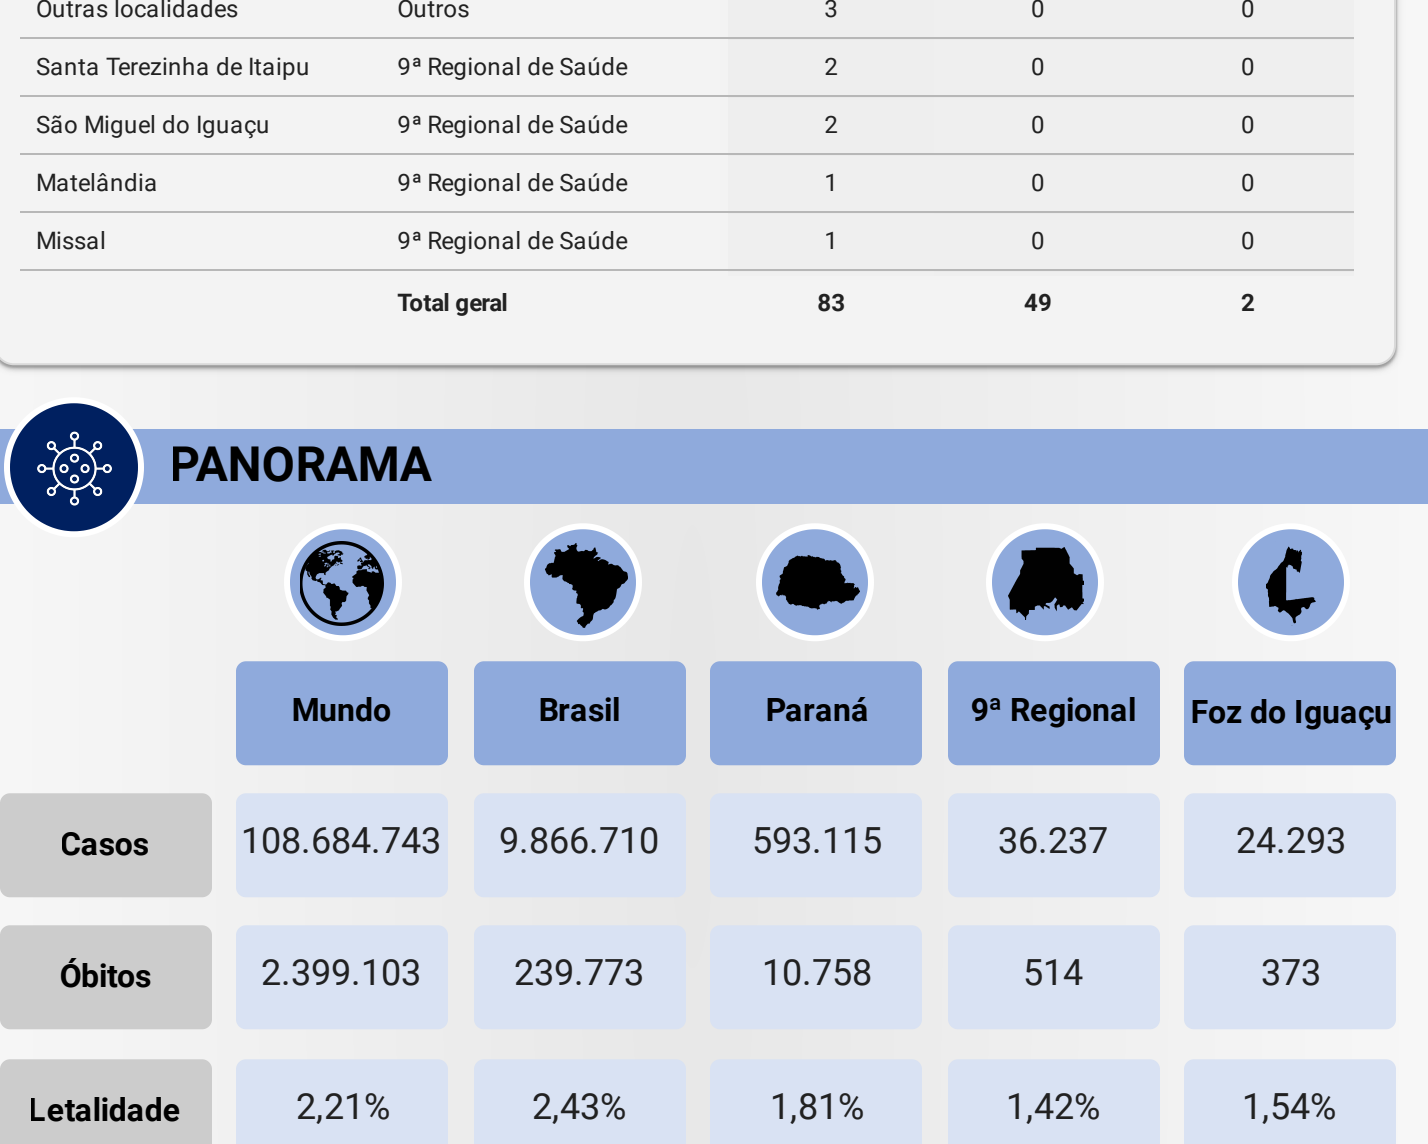 Outras localidades Outros 3 0 0
Santa Terezinha de Itaipu 9ª Regional de Saúde 2 0 0
São Miguel do Iguaçu 9ª Regional de Saúde 2 0 0
Matelândia 9ª Regional de Saúde 1 0 0
Missal 9ª Regional de Saúde 1 0 0
Total geral 83 49 2
PANORAMA
Mundo Brasil Paraná 9ª Regional Foz do Iguaçu
Casos 108.684.743 9.866.710 593.115 36.237 24.293
Óbitos 2.399.103 239.773 10.758 514 373
Letalidade 2,21% 2,43% 1,81% 1,42% 1,54%